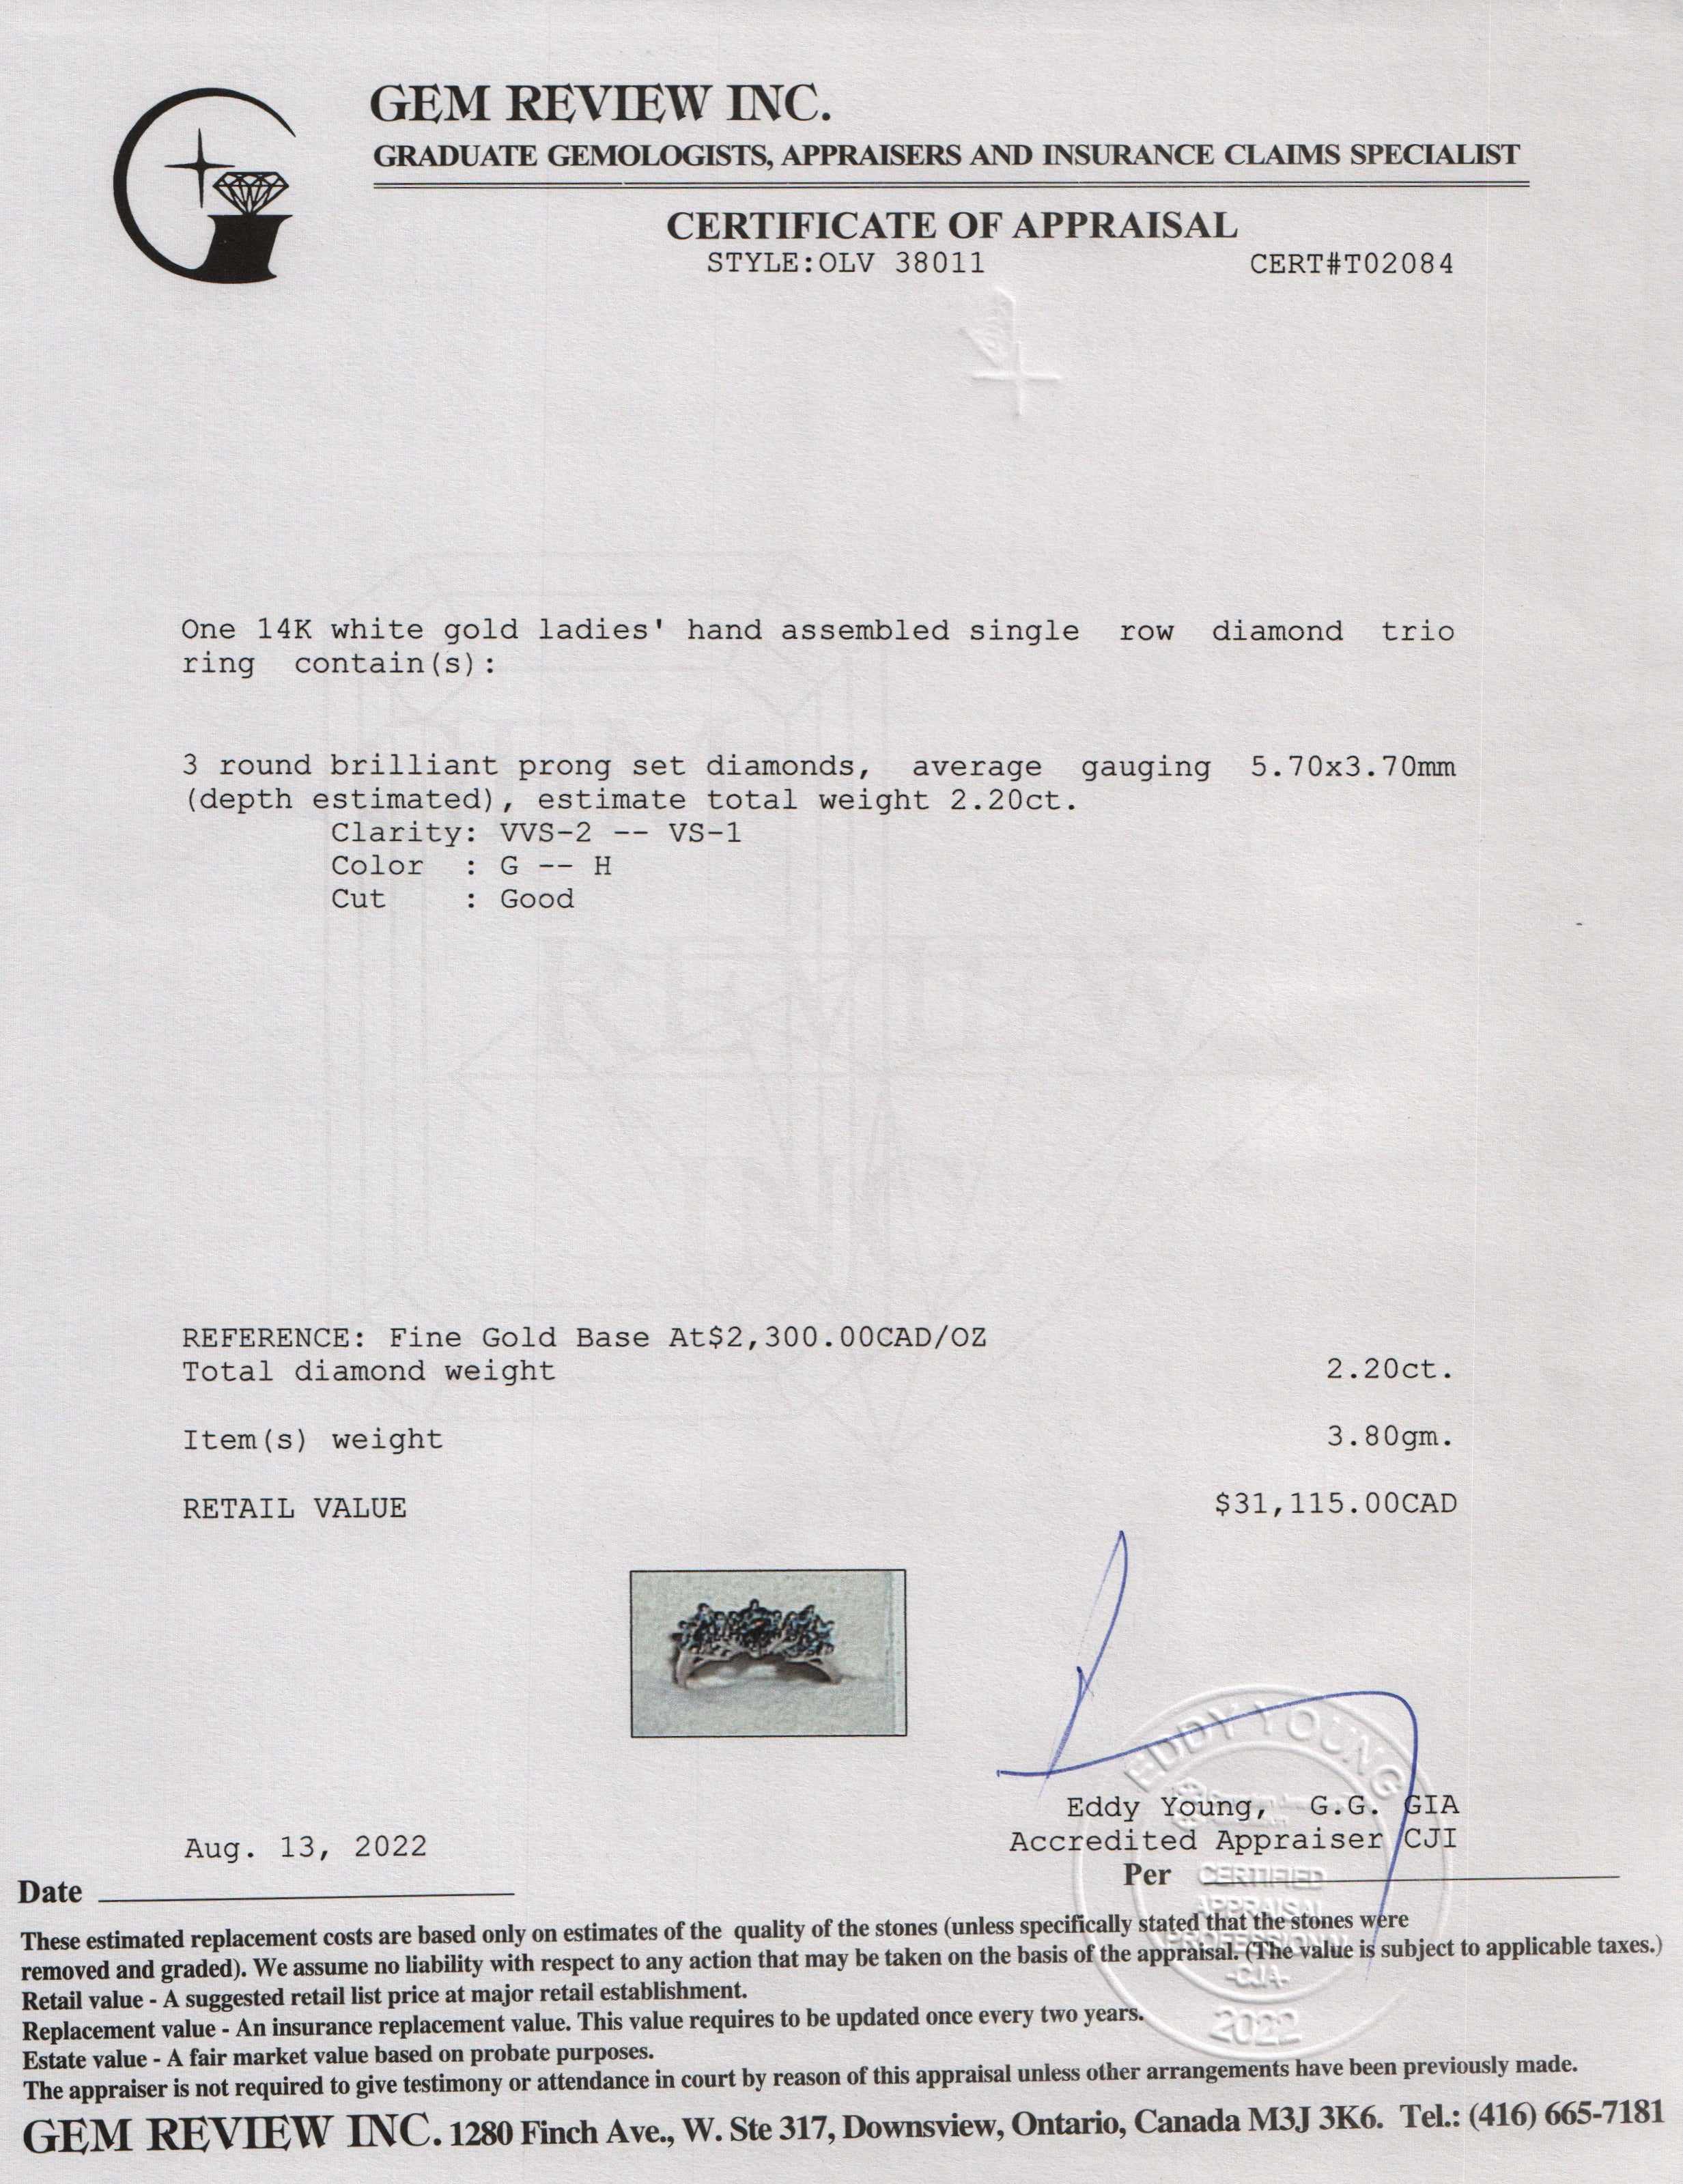 GEM REVIEW INC.
GRADUATE GEMOLOGISTS, APPRAISERS AND INSURANCE CLAIMS SPECIALIST
CERTIFICATE OF APPRAISAL
STYLE:OLV 38011 CERT#T02084
One 14K white gold ladies' hand assembled single row diamond trio
ring contain(s):
3 round brilliant prong set diamonds, average gauging 5.70x3.70mm
(depth estimated), estimate total weight 2.20ct.
Clarity: VVS-2 -- VS-1
Color : G -- H
Cut : Good
REVIEW
INC
REFERENCE: Fine Gold Base At$2,300.00CAD/OZ
Total diamond weight 2.20ct.
Item(s) weight 3.80gm.
RETAIL VALUE $31,115.00CAD
EDDY YOUNG
Eddy Young, G.G. GIA
Accredited Appraiser CJI
Aug. 13, 2022
Date
Per
CERTIFIED
APPRAISAL
PROFESSIONAL
-CJA-
2022
These estimated replacement costs are based only on estimates of the quality of the stones (unless specifically stated that the stones were
removed and graded). We assume no liability with respect to any action that may be taken on the basis of the appraisal. (The value is subject to applicable taxes.)
Retail value - A suggested retail list price at major retail establishment.
Replacement value - An insurance replacement value. This value requires to be updated once every two years.
Estate value - A fair market value based on probate purposes.
The appraiser is not required to give testimony or attendance in court by reason of this appraisal unless other arrangements have been previously made.
GEM REVIEW INC. 1280 Finch Ave., W. Ste 317, Downsview, Ontario, Canada M3J 3K6. Tel.: (416) 665-7181